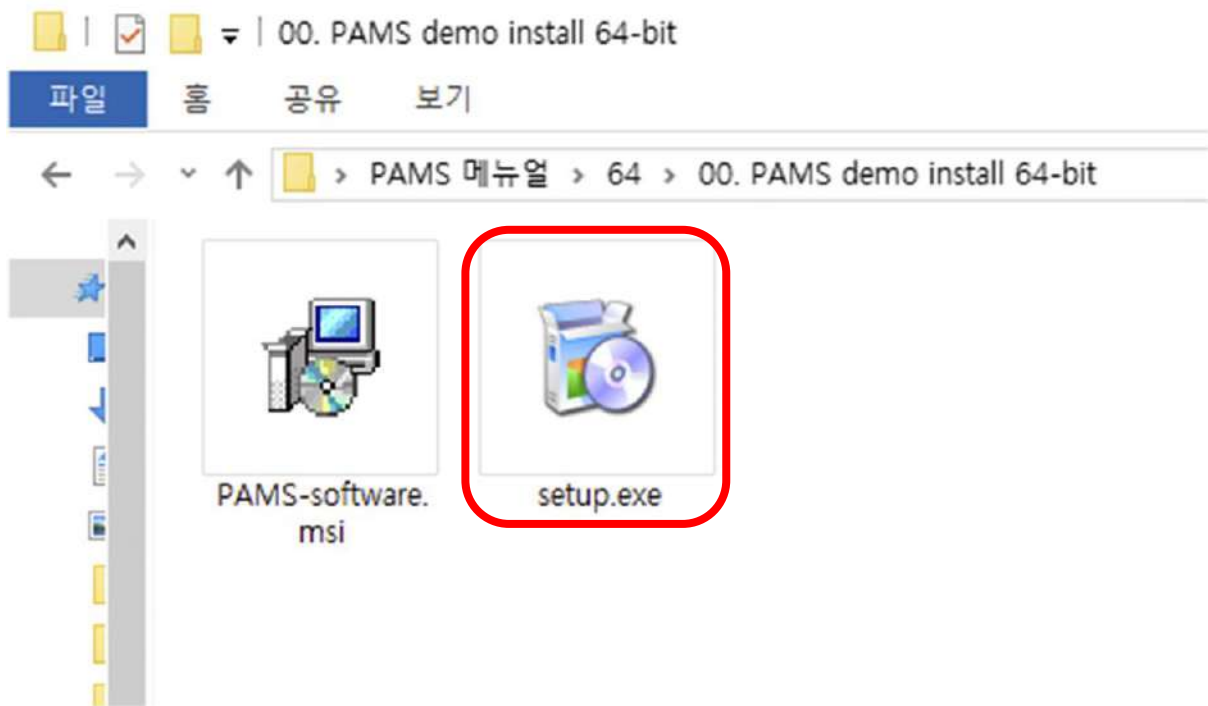 00. PAMS demo install 64-bit
파일 홈 공유 보기
PAMS 메뉴얼 > 64 > 00. PAMS demo install 64-bit
PAMS-software.
msi
setup.exe